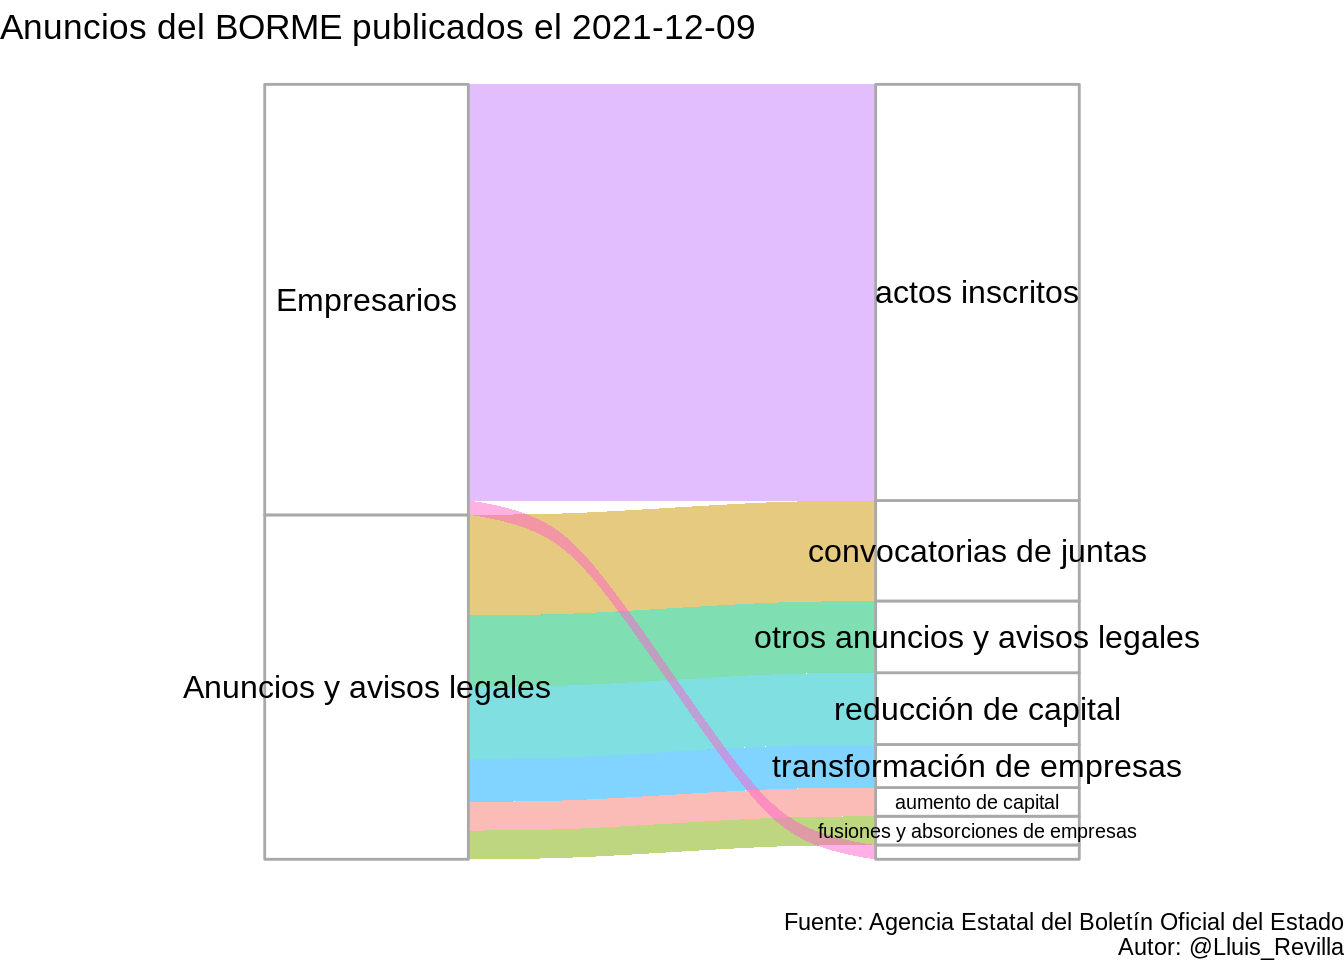 Anuncios del BORME publicados el 2021-12-09
Empresarios
actos inscritos
convocatorias de juntas
otros anuncios y avisos legales
Anuncios y avisos legales
reducción de capital
transformación de empresas
aumento de capital
fusiones y absorciones de empresas
Fuente: Agencia Estatal del Boletín Oficial del Estado
Autor: @Lluis_Revilla